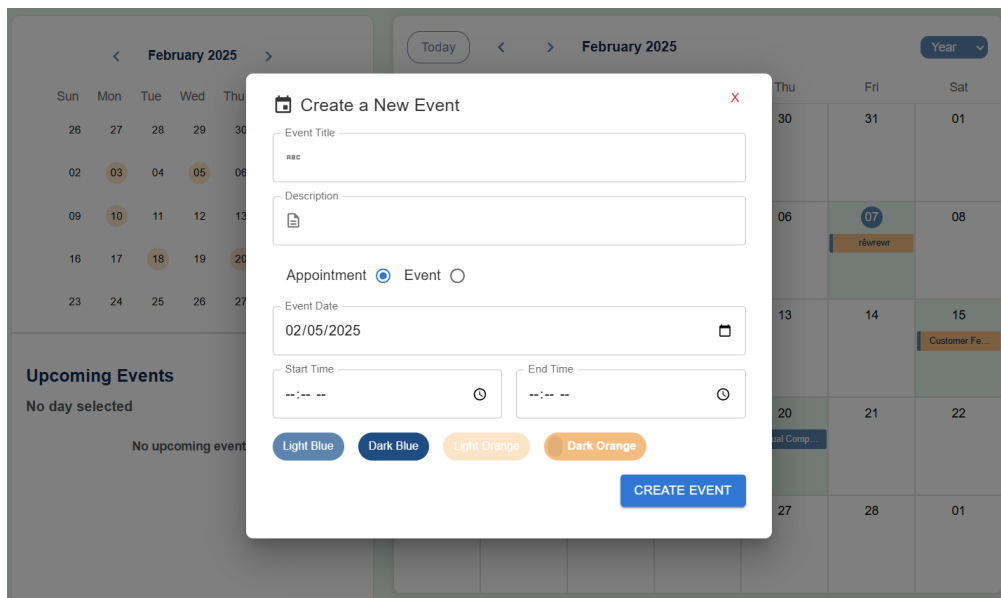 February 2025
Sun Mon Tue Wed Thu
26 27 28 29 30
02 03 04 05 06
09 10 11 12 13
16 17 18 19 20
23 24 25 26 27
Upcoming Events
No day selected
No upcoming event
Today February 2025 Year
Thu Fri Sat
30 31 01
06 07 08
rêwrewr
13 14 15
Customer Fe...
20 21 22
ual Comp...
27 28 01
Create a New Event X
Event Title
ABC
Description
Appointment Event
Event Date
02/05/2025
Start Time End Time
--:-- -- --:-- --
Light Blue Dark Blue Light Orange Dark Orange
CREATE EVENT